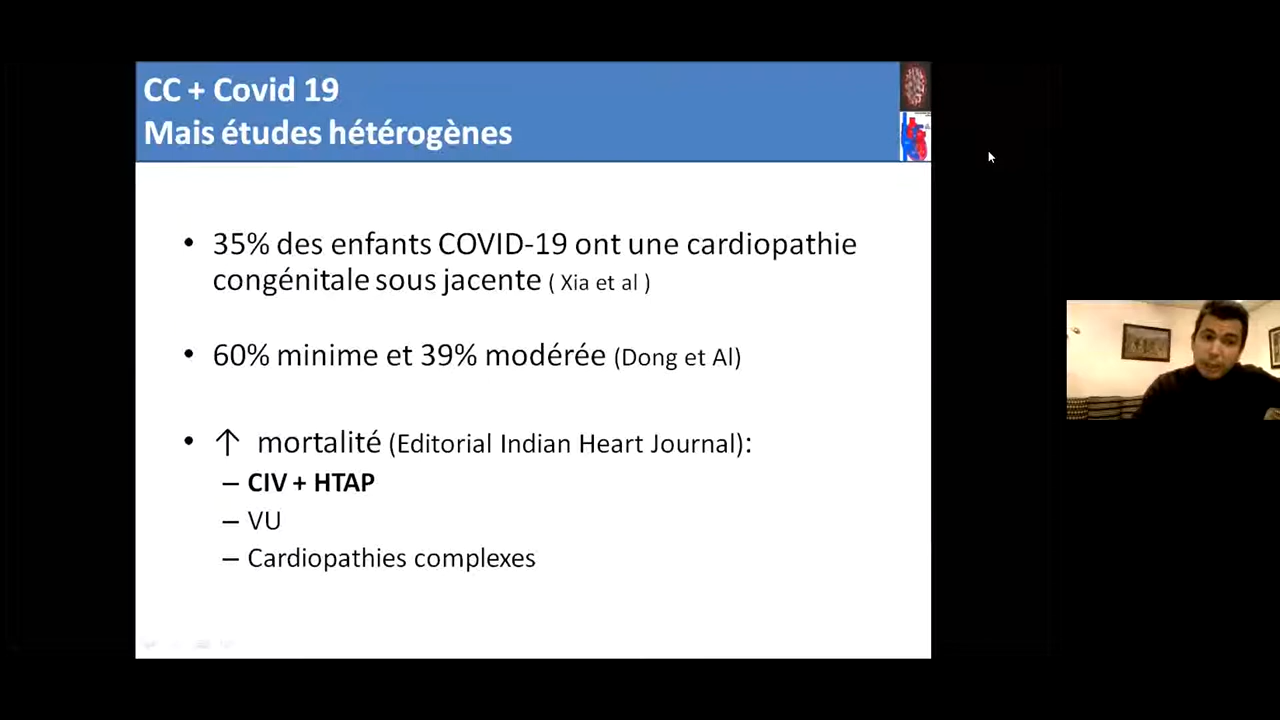 CC + Covid 19
Mais études hétérogènes
• 35% des enfants COVID-19 ont une cardiopathie
congénitale sous jacente ( Xia et al )
• 60% minime et 39% modérée (Dong et Al)
• ↑ mortalité (Editorial Indian Heart Journal):
– CIV + HTAP
– VU
– Cardiopathies complexes